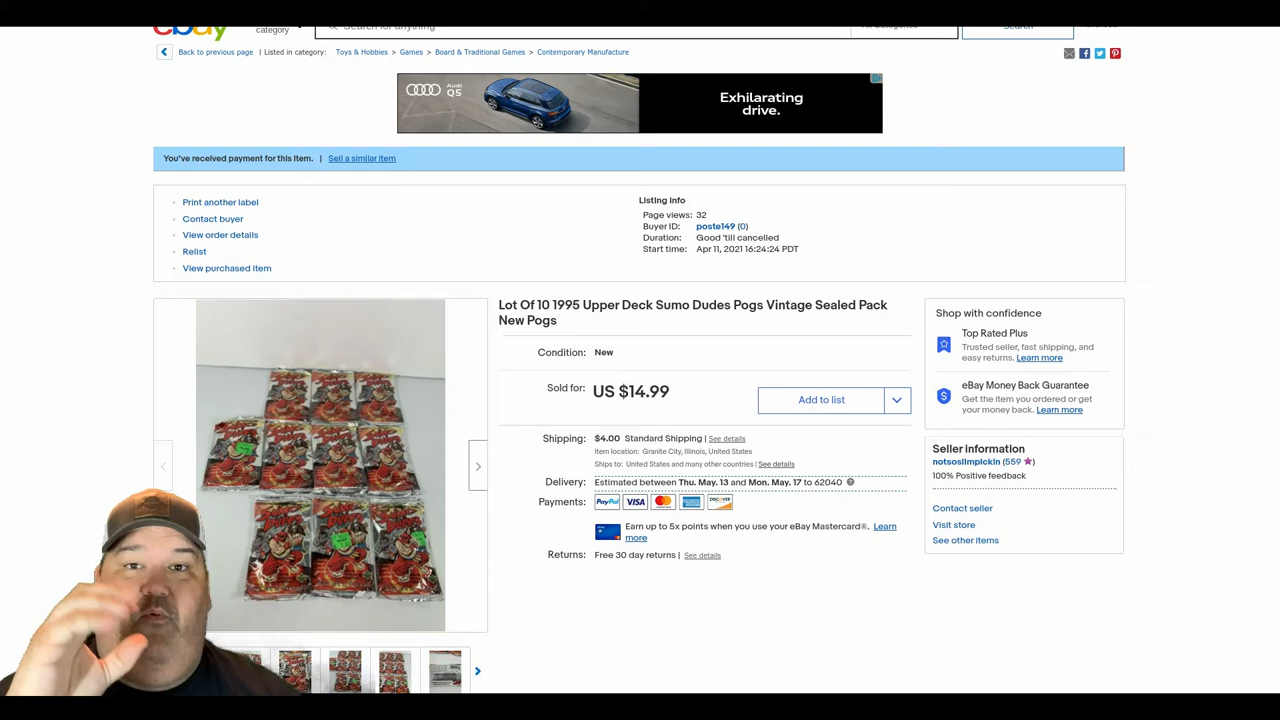 ebay
category
Search for anything
All Categories
Search
Back to previous page | Listed in category: Toys & Hobbies > Games > Board & Traditional Games > Contemporary Manufacture
Audi
Q5
Exhilarating
drive.
You've received payment for this item. | Sell a similar item
Print another label
Contact buyer
View order details
Relist
View purchased item
Listing info
Page views: 32
Buyer ID: poste149 (0)
Duration: Good 'till cancelled
Start time: Apr 11, 2021 16:24:24 PDT
Lot Of 10 1995 Upper Deck Sumo Dudes Pogs Vintage Sealed Pack
New Pogs
Condition: New
Sold for: US $14.99
Add to list
Shipping: $4.00 Standard Shipping | See details
Item location: Granite City, Illinois, United States
Ships to: United States and many other countries | See details
Delivery: Estimated between Thu. May. 13 and Mon. May. 17 to 62040
Payments: PayPal VISA MasterCard DISCOVER
Earn up to 5x points when you use your eBay Mastercard®. Learn
more
Returns: Free 30 day returns | See details
Shop with confidence
Top Rated Plus
Trusted seller, fast shipping, and
easy returns. Learn more
eBay Money Back Guarantee
Get the item you ordered or get
your money back. Learn more
Seller information
notsoslimpickin (559)
100% Positive feedback
Contact seller
Visit store
See other items